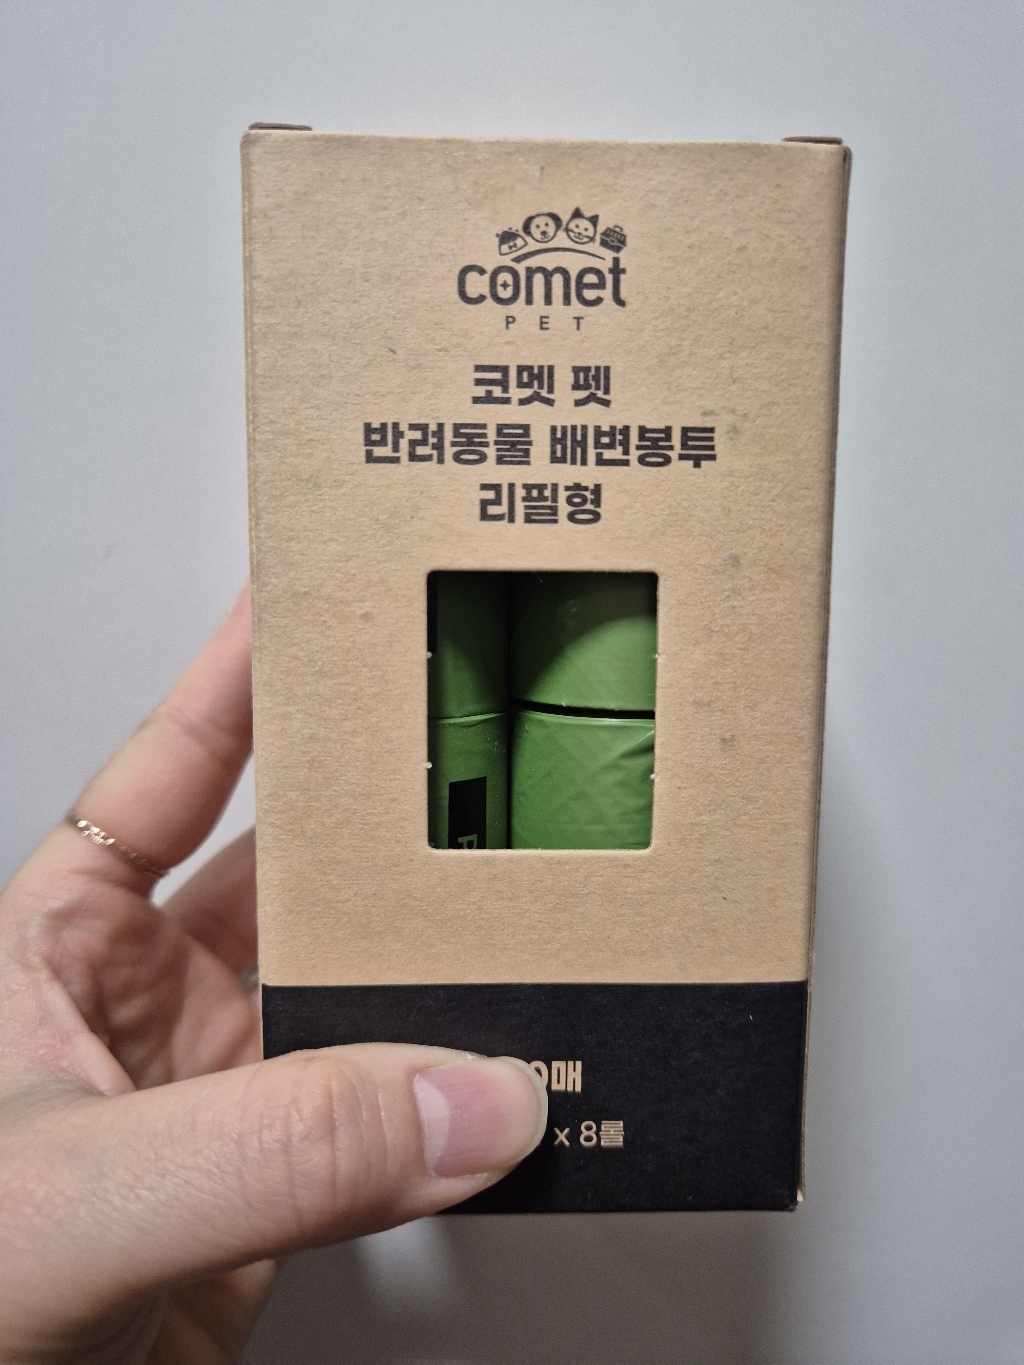 comet
PET
코멧 펫
반려동물 배변봉투
리필형
x 8롤